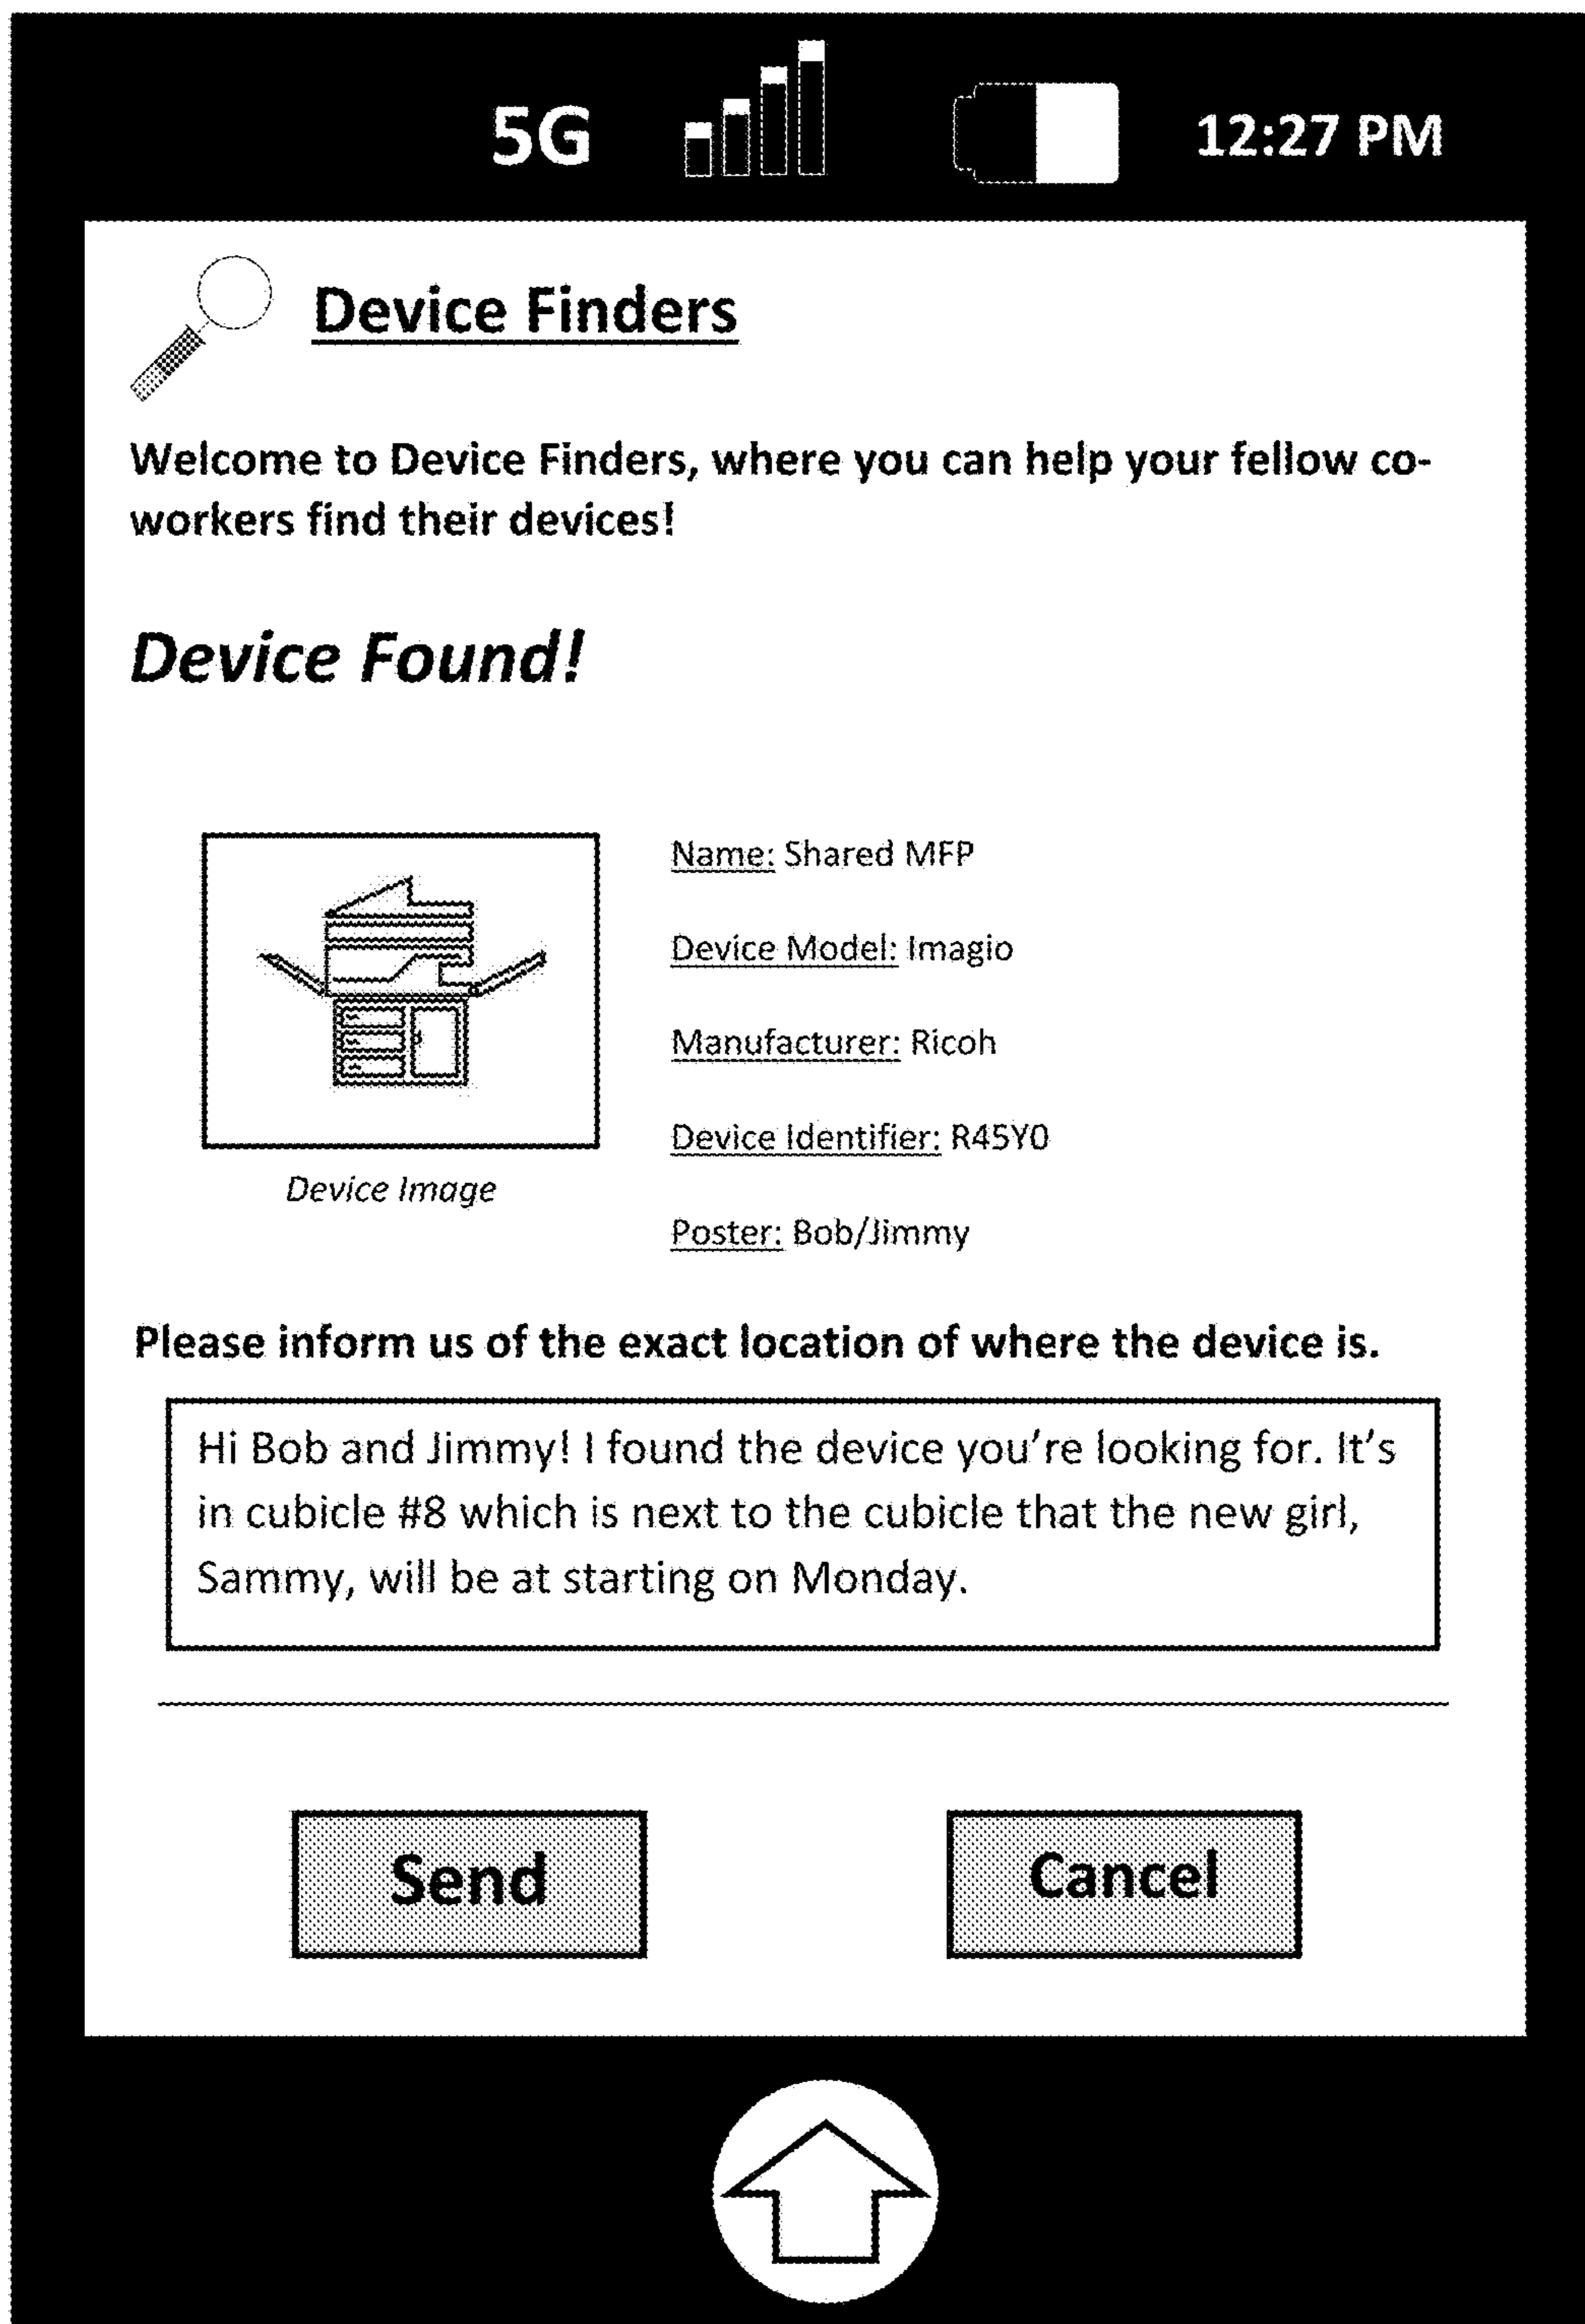 5G 12:27 PM
Device Finders
Welcome to Device Finders, where you can help your fellow co-
workers find their devices!
Device Found!
Name: Shared MFP
Device Model: Imagio
Manufacturer: Ricoh
Device Identifier: R45Y0
Device Image
Poster: Bob/Jimmy
Please inform us of the exact location of where the device is.
Hi Bob and Jimmy! I found the device you're looking for. It's
in cubicle #8 which is next to the cubicle that the new girl,
Sammy, will be at starting on Monday.
Send Cancel